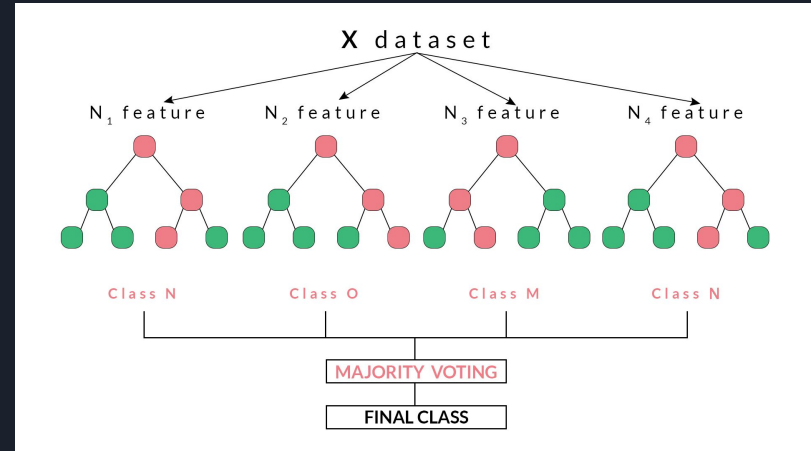 X dataset
N₁ feature N₂ feature N₃ feature N₄ feature
Class N Class O Class M Class N
MAJORITY VOTING
FINAL CLASS